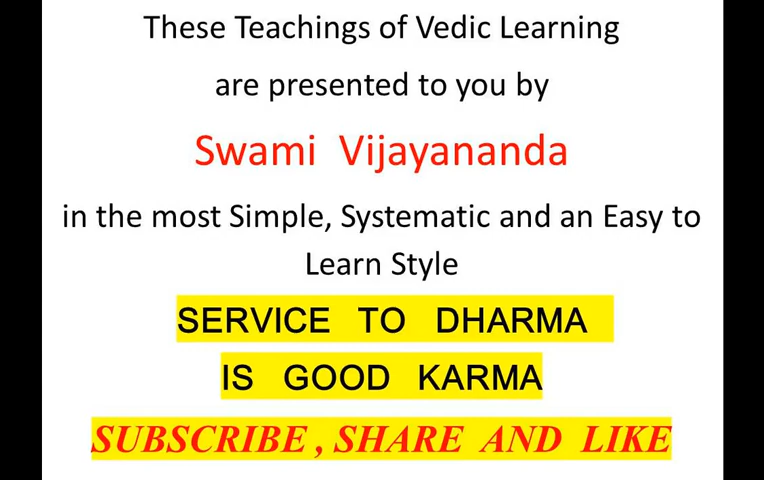 These Teachings of Vedic Learning
are presented to you by
Swami Vijayananda
in the most Simple, Systematic and an Easy to
Learn Style
SERVICE TO DHARMA
IS GOOD KARMA
SUBSCRIBE , SHARE AND LIKE